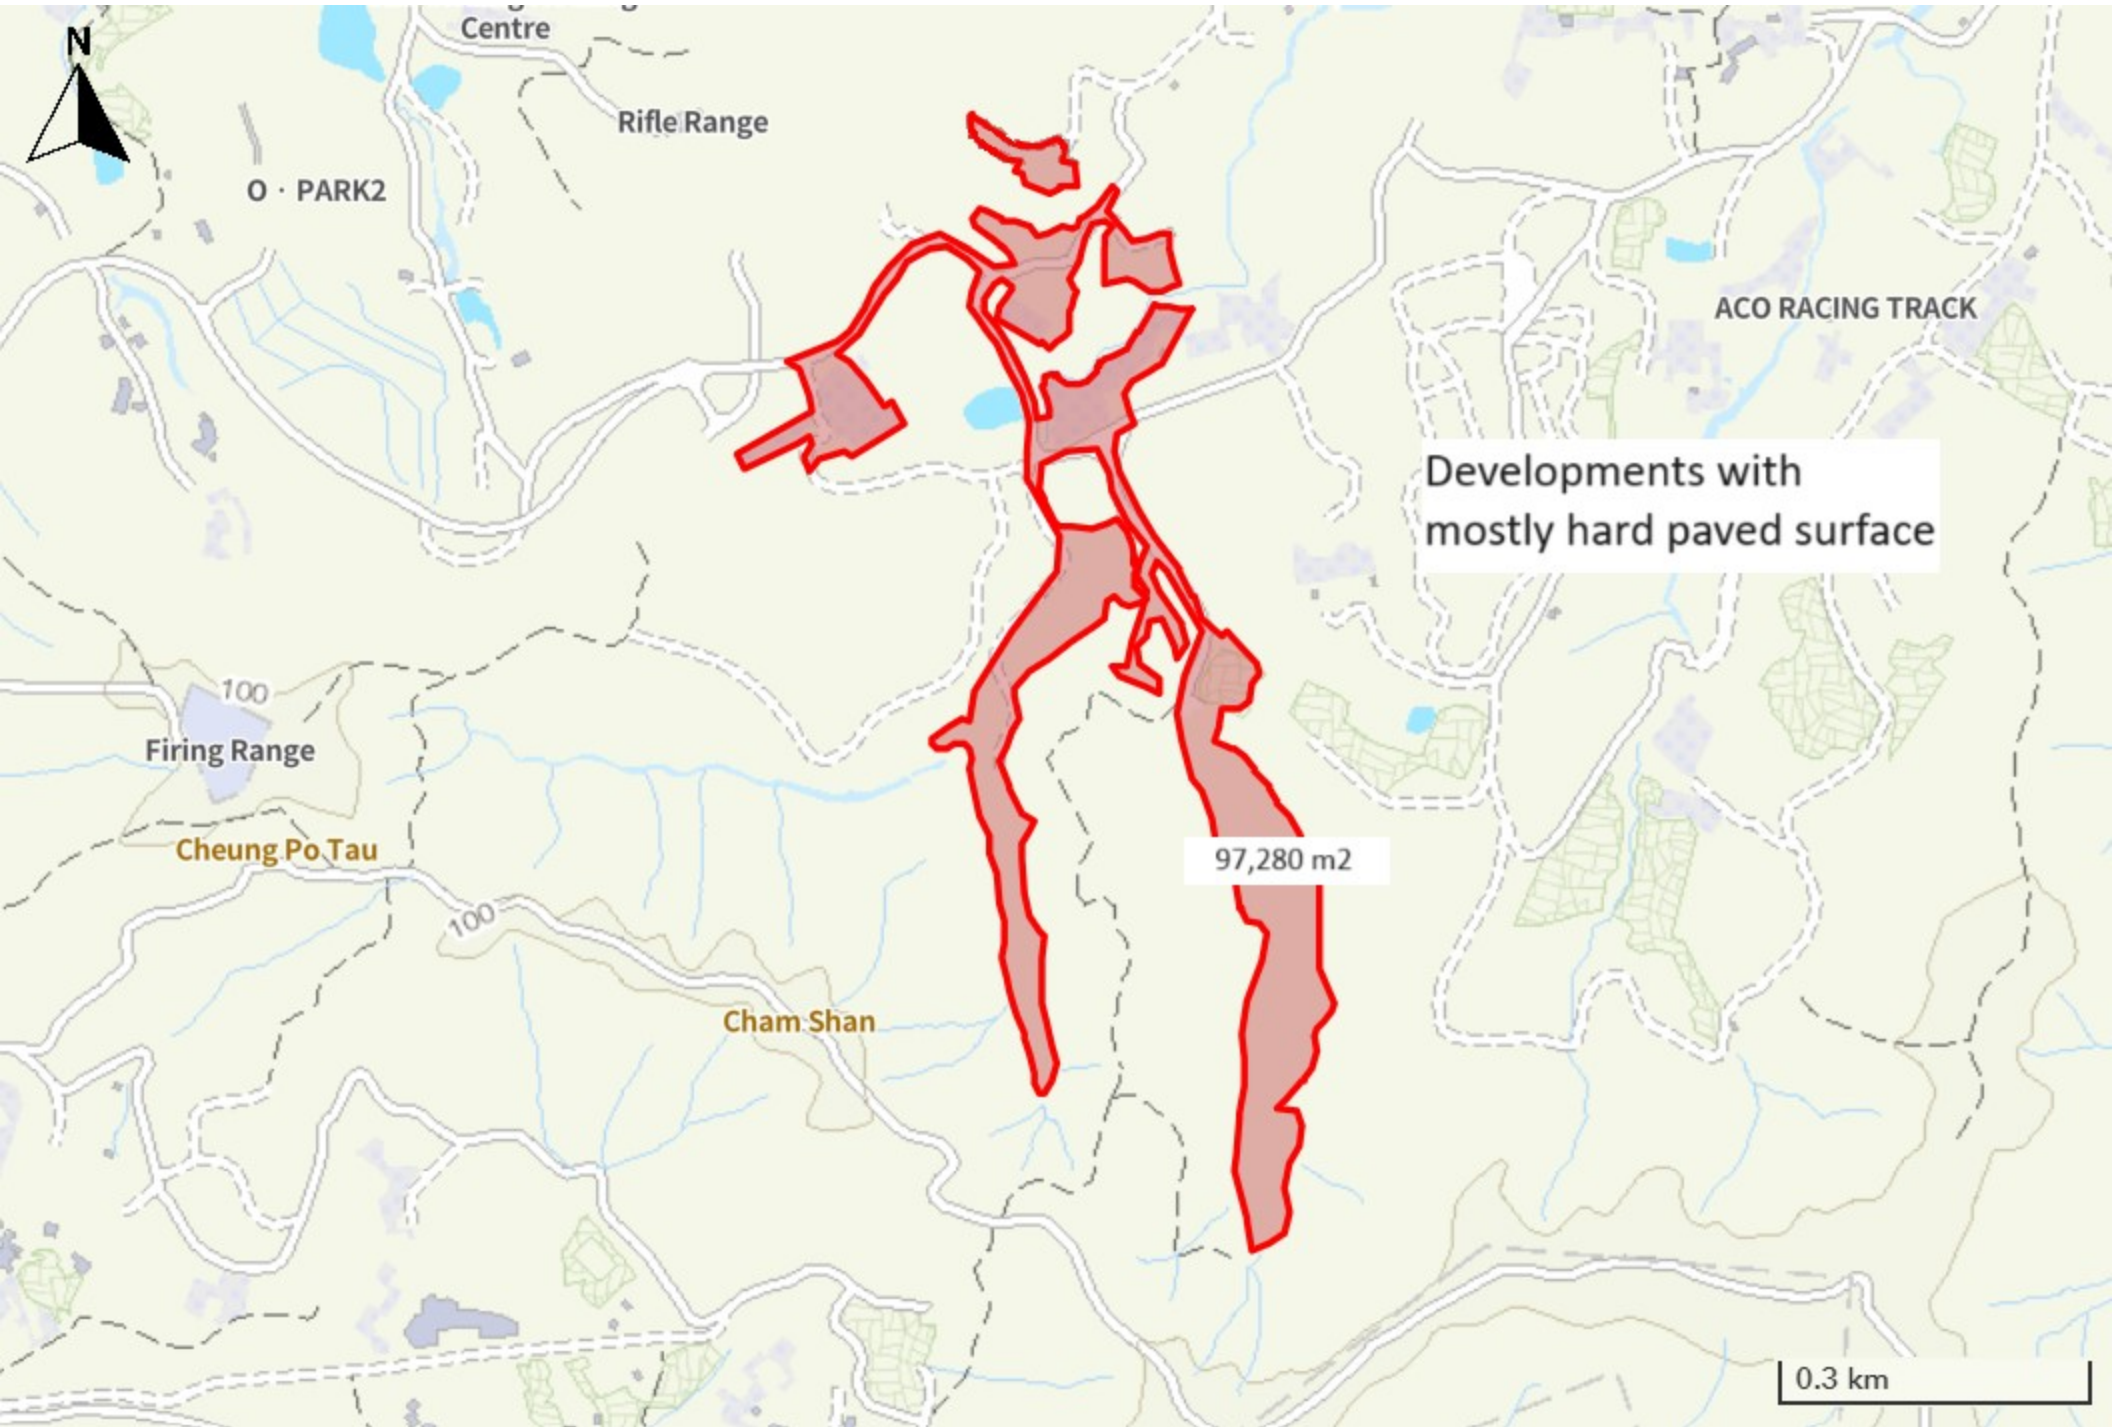 Centre
N
Rifle Range
O · PARK2
ACO RACING TRACK
Developments with
mostly hard paved surface
100
Firing Range
Cheung Po Tau
97,280 m2
100
Cham Shan
0.3 km